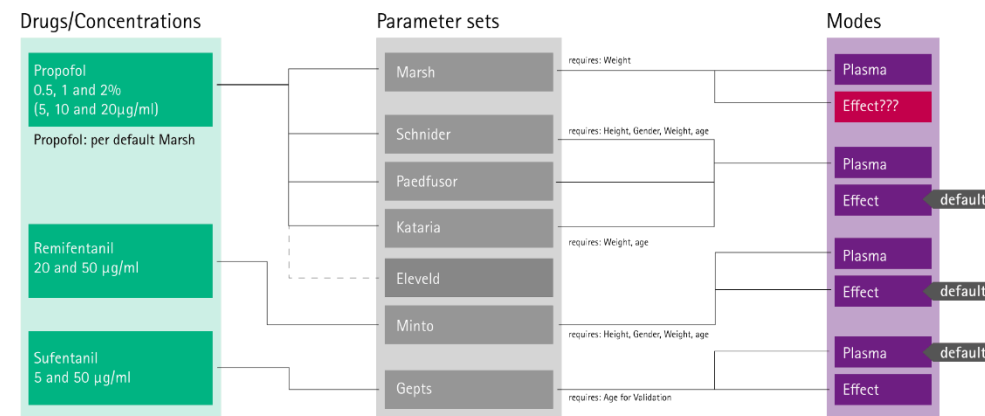 Drugs/Concentrations
Propofol
0.5, 1 and 2%
(5, 10 and 20µg/ml)
Propofol: per default Marsh
Remifentanil
20 and 50 µg/ml
Sufentanil
5 and 50 µg/ml
Parameter sets
Marsh
Schnider
Paedfusor
Kataria
Eleveld
Minto
Gepts
requires: Weight
requires: Height, Gender, Weight, age
requires: Weight, age
requires: Height, Gender, Weight, age
requires: Age for Validation
Modes
Plasma
Effect???
Plasma
Effect
default
Plasma
Effect
default
Plasma
default
Effect